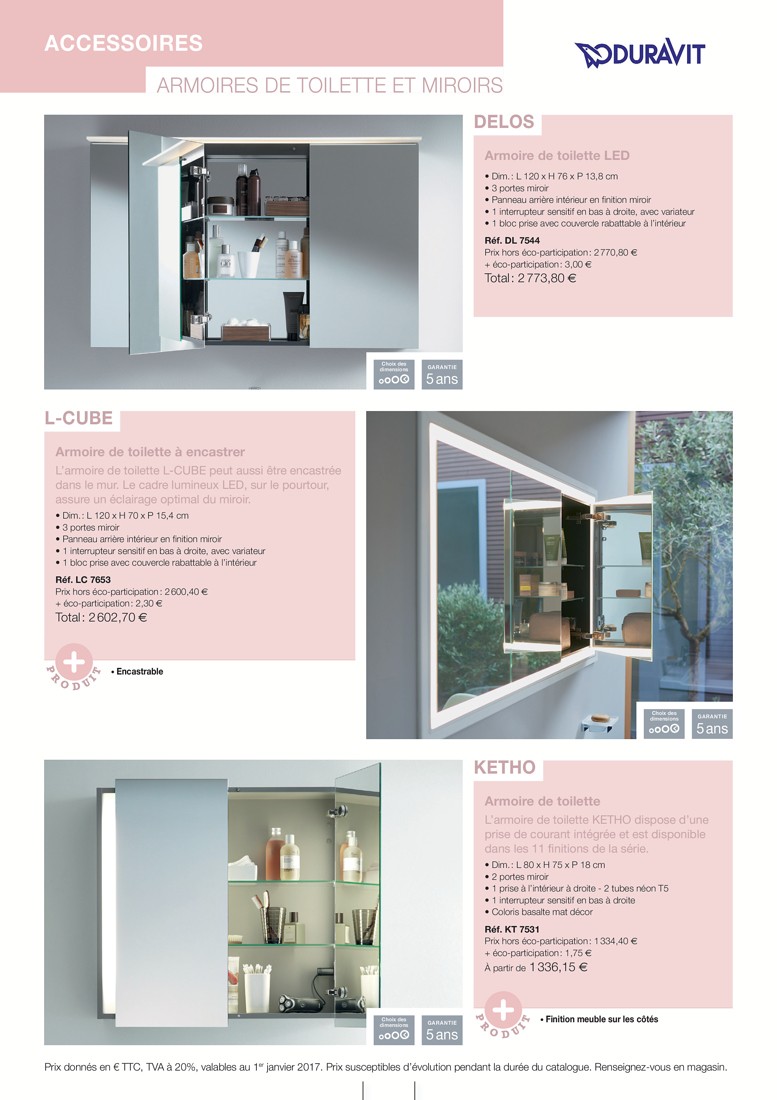 ACCESSOIRES
DURAVIT
ARMOIRES DE TOILETTE ET MIROIRS
DELOS
Armoire de toilette LED
• Dim. : L 120 x H 76 x P 13,8 cm
• 3 portes miroir
• Panneau arrière intérieur en finition miroir
• 1 interrupteur sensitif en bas à droite, avec variateur
• 1 bloc prise avec couvercle rabattable à l'intérieur
Réf. DL 7544
Prix hors éco-participation : 2 770,80 €
+ éco-participation : 3,00 €
Total : 2 773,80 €
Choix des
dimensions
GARANTIE
5 ans
L-CUBE
Armoire de toilette à encastrer
L'armoire de toilette L-CUBE peut aussi être encastrée
dans le mur. Le cadre lumineux LED, sur le pourtour,
assure un éclairage optimal du miroir.
• Dim. : L 120 x H 70 x P 15,4 cm
• 3 portes miroir
• Panneau arrière intérieur en finition miroir
• 1 interrupteur sensitif en bas à droite, avec variateur
• 1 bloc prise avec couvercle rabattable à l'intérieur
Réf. LC 7653
Prix hors éco-participation : 2 600,40 €
+ éco-participation : 2,30 €
Total : 2 602,70 €
+ PRODUIT
• Encastrable
Choix des
dimensions
GARANTIE
5 ans
KETHO
Armoire de toilette
L'armoire de toilette KETHO dispose d'une
prise de courant intégrée et est disponible
dans les 11 finitions de la série.
• Dim. : L 80 x H 75 x P 18 cm
• 2 portes miroir
• 1 prise à l'intérieur à droite - 2 tubes néon T5
• 1 interrupteur sensitif en bas à droite
• Coloris basalte mat décor
Réf. KT 7531
Prix hors éco-participation : 1 334,40 €
+ éco-participation : 1,75 €
À partir de 1 336,15 €
+ PRODUIT
• Finition meuble sur les côtés
Choix des
dimensions
GARANTIE
5 ans
Prix donnés en € TTC, TVA à 20%, valables au 1er janvier 2017. Prix susceptibles d'évolution pendant la durée du catalogue. Renseignez-vous en magasin.